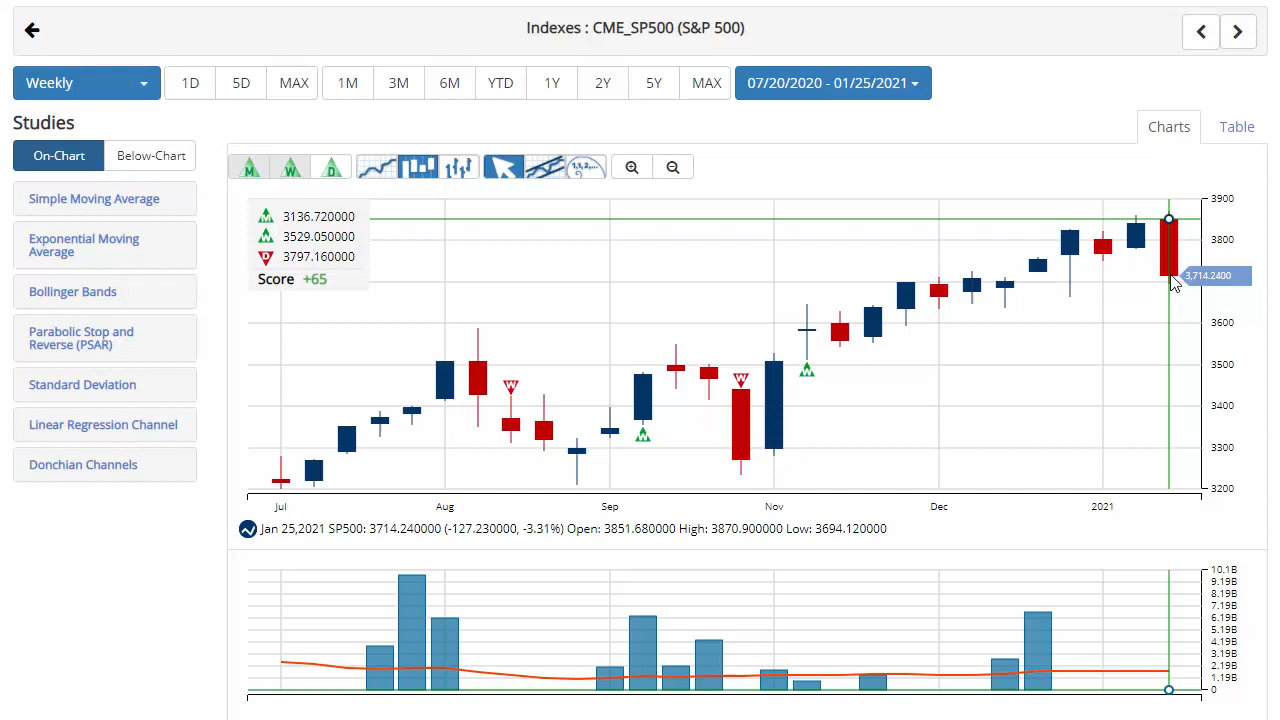 Indexes : CME_SP500 (S&P 500)
Weekly 1D 5D MAX 1M 3M 6M YTD 1Y 2Y 5Y MAX 07/20/2020 - 01/25/2021
Studies
Charts Table
On-Chart Below-Chart
M W D 1,2,...
Simple Moving Average
Exponential Moving
Average
Bollinger Bands
Parabolic Stop and
Reverse (PSAR)
Standard Deviation
Linear Regression Channel
Donchian Channels
M 3136.720000
W 3529.050000
D 3797.160000
Score +65
W
W
W
W
3900
3800
3,714.2400
3600
3500
3400
3300
3200
Jul Aug Sep Nov Dec 2021
Jan 25,2021 SP500: 3714.240000 (-127.230000, -3.31%) Open: 3851.680000 High: 3870.900000 Low: 3694.120000
10.1B
9.19B
8.19B
7.19B
6.19B
5.19B
4.19B
3.19B
2.19B
1.19B
0